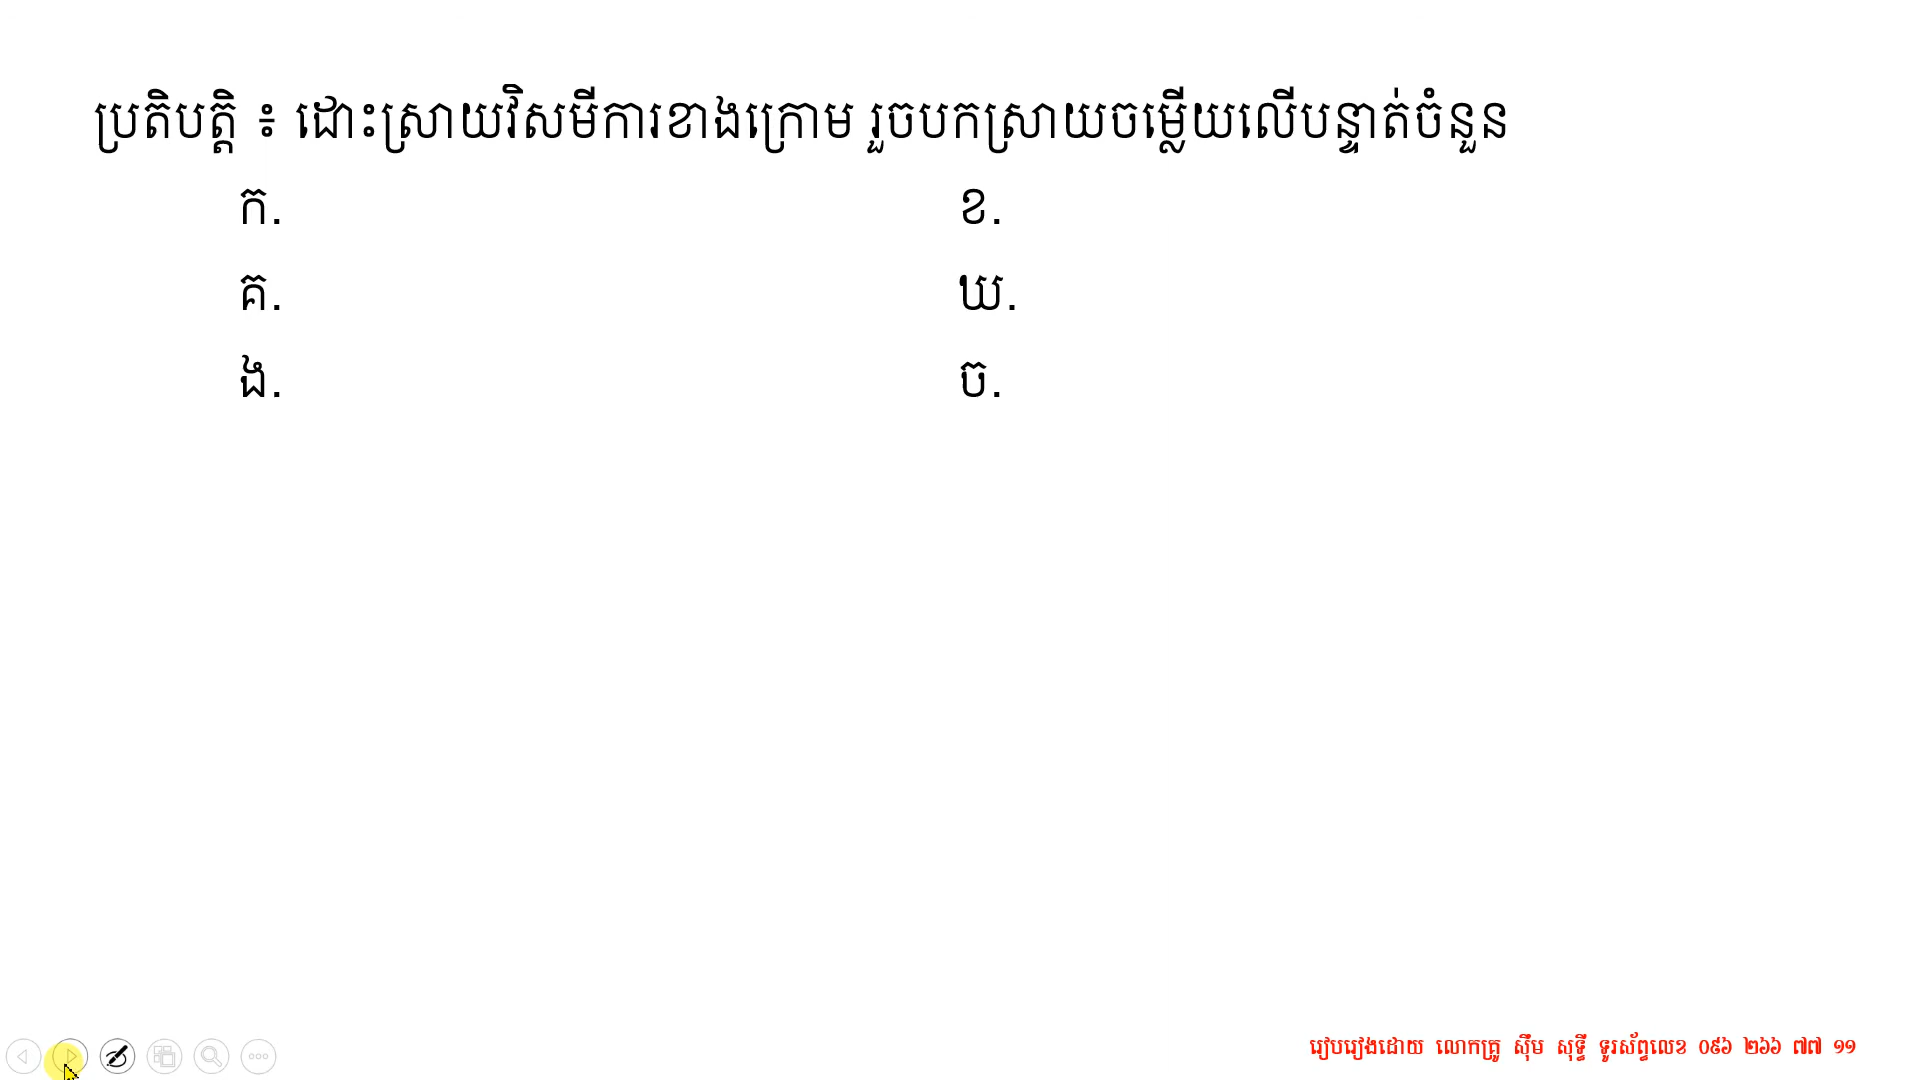 ប្រតិបត្តិ ៖ ដោះស្រាយវិសមីការខាងក្រោម រួចបកស្រាយចម្លើយលើបន្ទាត់ចំនួន
ក. ខ.
គ. ឃ.
ង. ច.
រៀបរៀងដោយ លោកគ្រូ ស៊ឹម សុទ្ធី ទូរស័ព្ទលេខ ០៩៦ ២៦៦ ៧៧ ១១